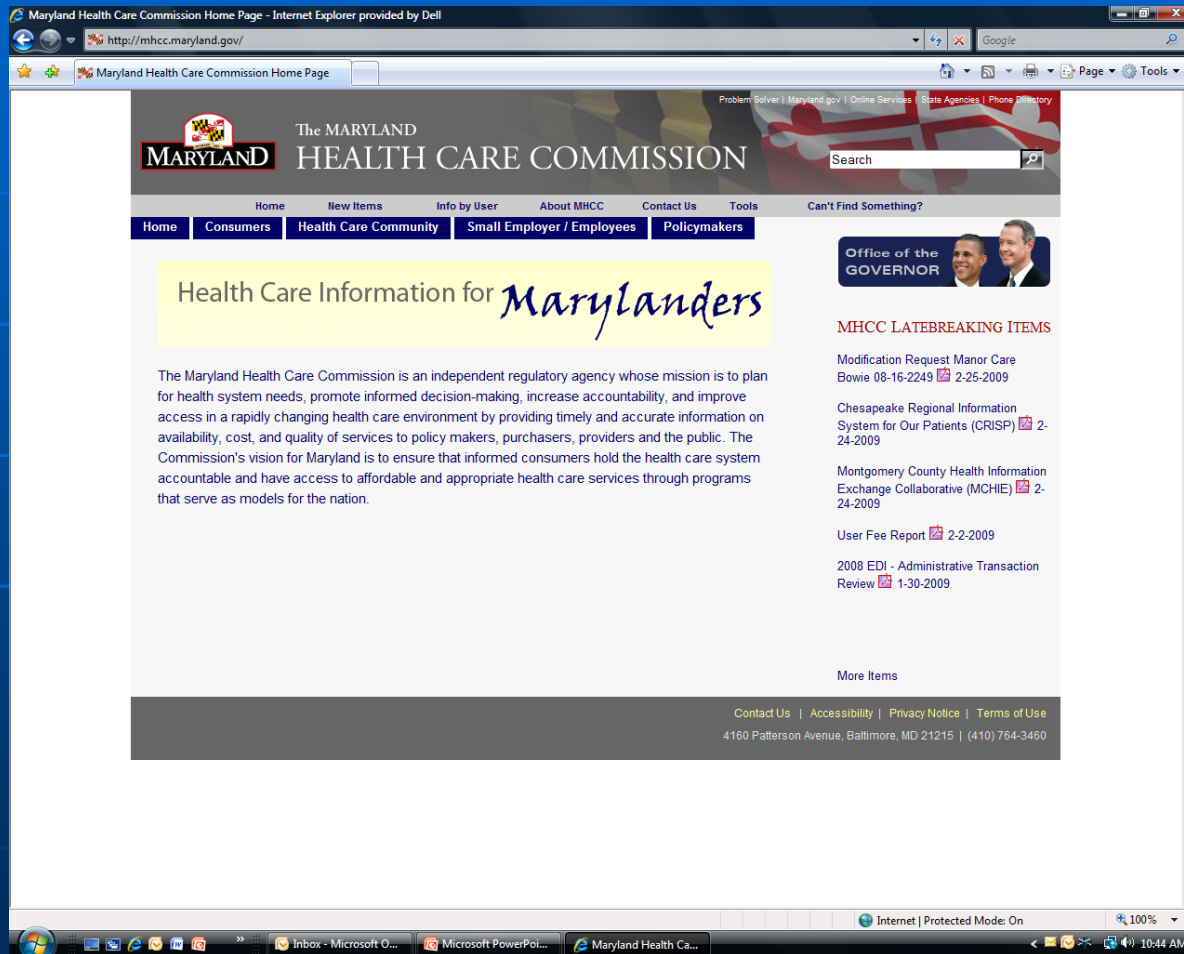 Maryland Health Care Commission Home Page - Internet Explorer provided by Dell
http://mhcc.maryland.gov/
Google
Maryland Health Care Commission Home Page
Page
Tools
Problem Solver | Maryland.gov | Online Services | State Agencies | Phone Directory
MARYLAND
The MARYLAND
HEALTH CARE COMMISSION
Search
Home New Items Info by User About MHCC Contact Us Tools Can't Find Something?
Home Consumers Health Care Community Small Employer / Employees Policymakers
Office of the
GOVERNOR
Health Care Information for Marylanders
The Maryland Health Care Commission is an independent regulatory agency whose mission is to plan
for health system needs, promote informed decision-making, increase accountability, and improve
access in a rapidly changing health care environment by providing timely and accurate information on
availability, cost, and quality of services to policy makers, purchasers, providers and the public. The
Commission's vision for Maryland is to ensure that informed consumers hold the health care system
accountable and have access to affordable and appropriate health care services through programs
that serve as models for the nation.
MHCC LATEBREAKING ITEMS
Modification Request Manor Care
Bowie 08-16-2249 2-25-2009
Chesapeake Regional Information
System for Our Patients (CRISP) 2-
24-2009
Montgomery County Health Information
Exchange Collaborative (MCHIE) 2-
24-2009
User Fee Report 2-2-2009
2008 EDI - Administrative Transaction
Review 1-30-2009
More Items
Contact Us | Accessibility | Privacy Notice | Terms of Use
4160 Patterson Avenue, Baltimore, MD 21215 | (410) 764-3460
Internet | Protected Mode: On
100%
Inbox - Microsoft O...
Microsoft PowerPoi...
Maryland Health Ca...
10:44 AM